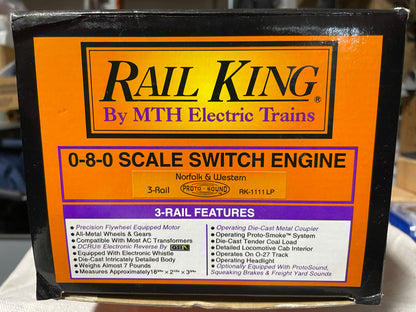 RAIL KING®
By MTH Electric Trains
0-8-0 SCALE SWITCH ENGINE
Norfolk & Western
3-Rail PROTO-SOUND RK-1111LP
3-RAIL FEATURES
• Precision Flywheel Equipped Motor
• All-Metal Wheels & Gears
• Compatible With Most AC Transformers
• DCRU® Electronic Reverse By
• Equipped With Electronic Whistle
• Die-Cast Intricately Detailed Body
• Weighs Almost 7 Pounds
• Measures Approximately
• Operating Die-Cast Metal Coupler
• Operating Proto-Smoke™ System
• Die-Cast Tender Coal Load
• Detailed Locomotive Cab Interior
• Operates On O-27 Track
• Operating Headlight
• Optionally Equipped With ProtoSound,
Squeaking Brakes & Freight Yard Sounds